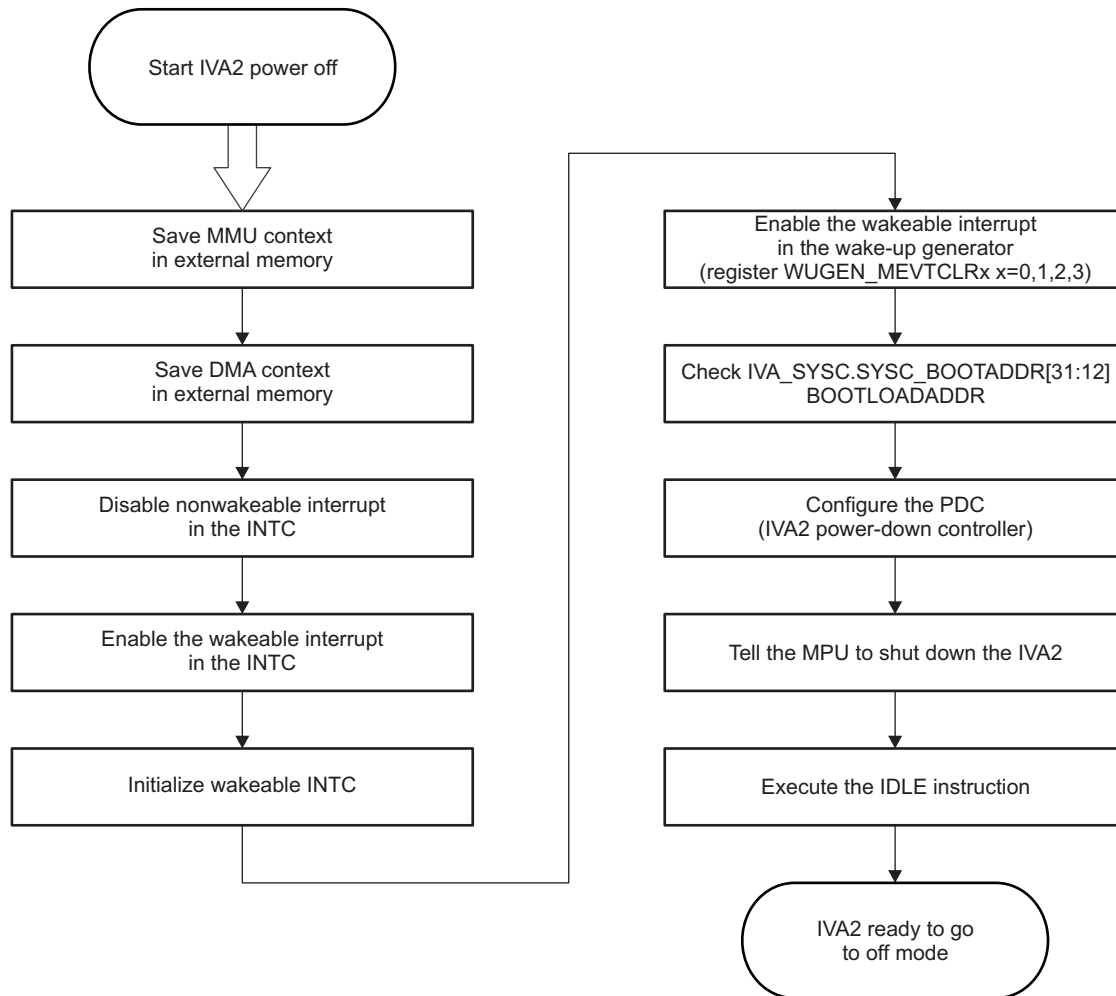 Start IVA2 power off
Save MMU context
in external memory
Save DMA context
in external memory
Disable nonwakeable interrupt
in the INTC
Enable the wakeable interrupt
in the INTC
Initialize wakeable INTC
Enable the wakeable interrupt
in the wake-up generator
(register WUGEN_MEVTCLRx x=0,1,2,3)
Check IVA_SYSC.SYSC_BOOTADDR[31:12]
BOOTLOADADDR
Configure the PDC
(IVA2 power-down controller)
Tell the MPU to shut down the IVA2
Execute the IDLE instruction
IVA2 ready to go
to off mode